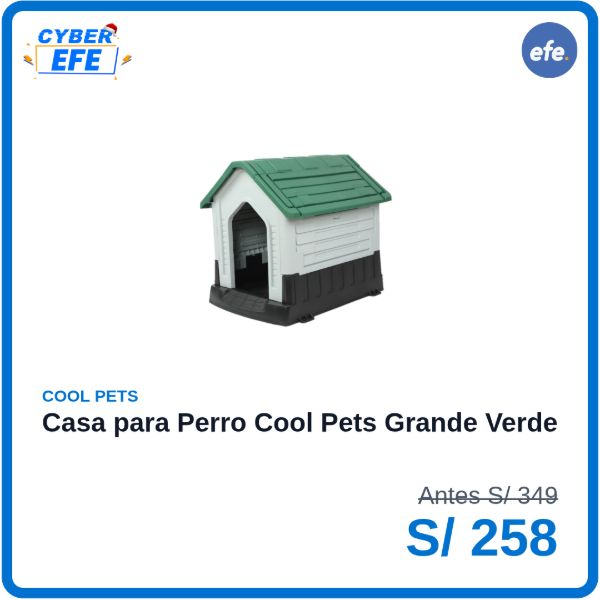 CYBER
EFE
efe.
COOL PETS
Casa para Perro Cool Pets Grande Verde
Antes S/ 349
S/ 258